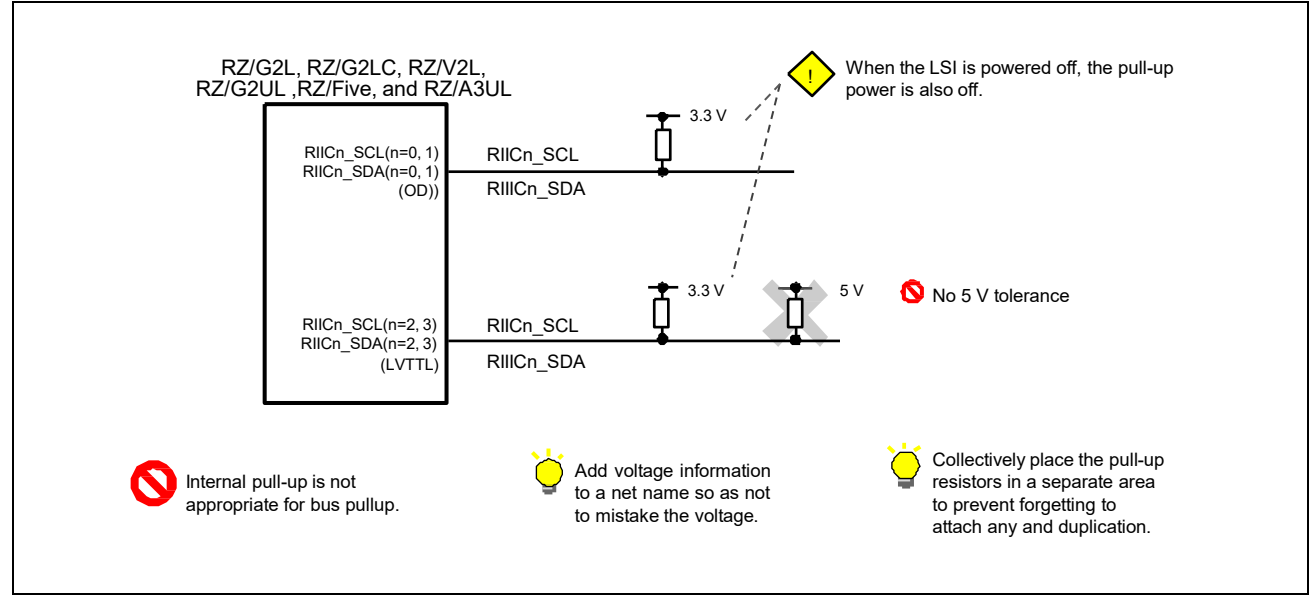 RZ/G2L, RZ/G2LC, RZ/V2L,
RZ/G2UL ,RZ/Five, and RZ/A3UL
!
When the LSI is powered off, the pull-up
power is also off.
3.3 V
RIICn_SCL(n=0, 1)
RIICn_SDA(n=0, 1)
(OD))
RIICn_SCL
RIIICn_SDA
3.3 V
5 V
No 5 V tolerance
RIICn_SCL(n=2, 3)
RIICn_SDA(n=2, 3)
(LVTTL)
RIICn_SCL
RIIICn_SDA
Internal pull-up is not
appropriate for bus pullup.
Add voltage information
to a net name so as not
to mistake the voltage.
Collectively place the pull-up
resistors in a separate area
to prevent forgetting to
attach any and duplication.